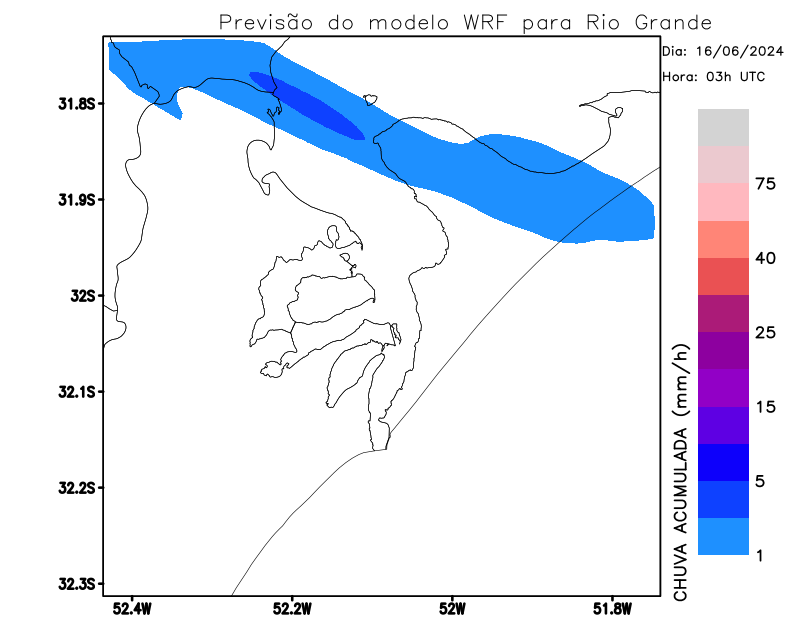 Previsão do modelo WRF para Rio Grande
Dia: 16/06/2024
Hora: 03h UTC
31.8S
31.9S
32S
32.1S
32.2S
32.3S
52.4W
52.2W
52W
51.8W
75
40
25
15
5
1
CHUVA ACUMULADA (mm/h)